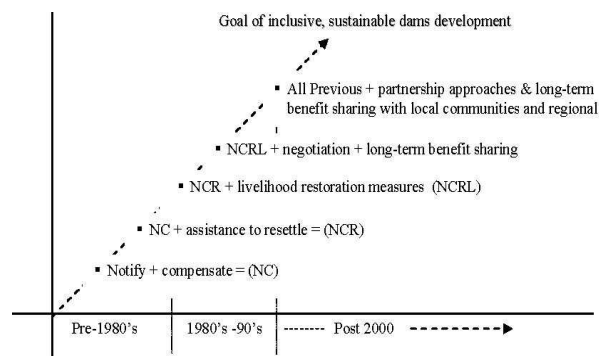 Goal of inclusive, sustainable dams development
All Previous + partnership approaches & long-term
benefit sharing with local communities and regional
NCRL + negotiation + long-term benefit sharing
NCR + livelihood restoration measures (NCRL)
NC + assistance to resettle = (NCR)
Notify + compensate = (NC)
Pre-1980's 1980's -90's Post 2000